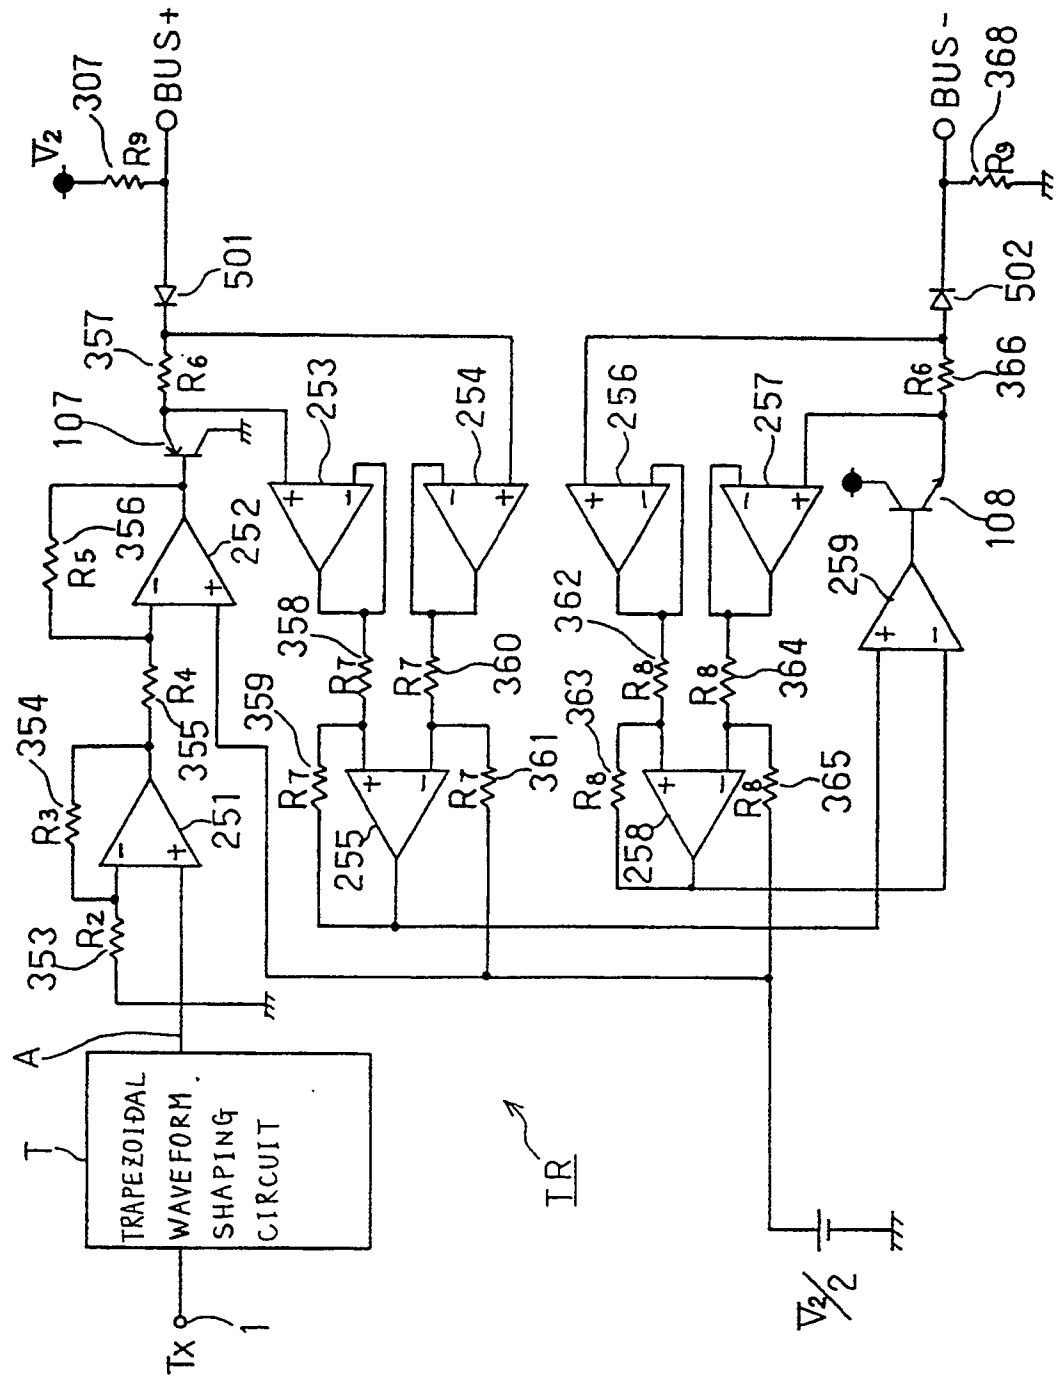 Tx
1
T
TRAPEZOIDAL
WAVEFORM
SHAPING
CIRCUIT
A
353
R2
354
R3
251
355
R4
356
R5
252
107
357
R6
501
V2
307
R9
BUS+
253
254
358
R7
359
R7
R7
360
R7
361
255
256
257
362
R8
363
R8
R8
364
R8
365
258
259
108
R6
366
502
R9
368
BUS-
V2/2
TR
+
-
+
-
+
-
+
-
+
-
+
-
+
-
+
-
+
-